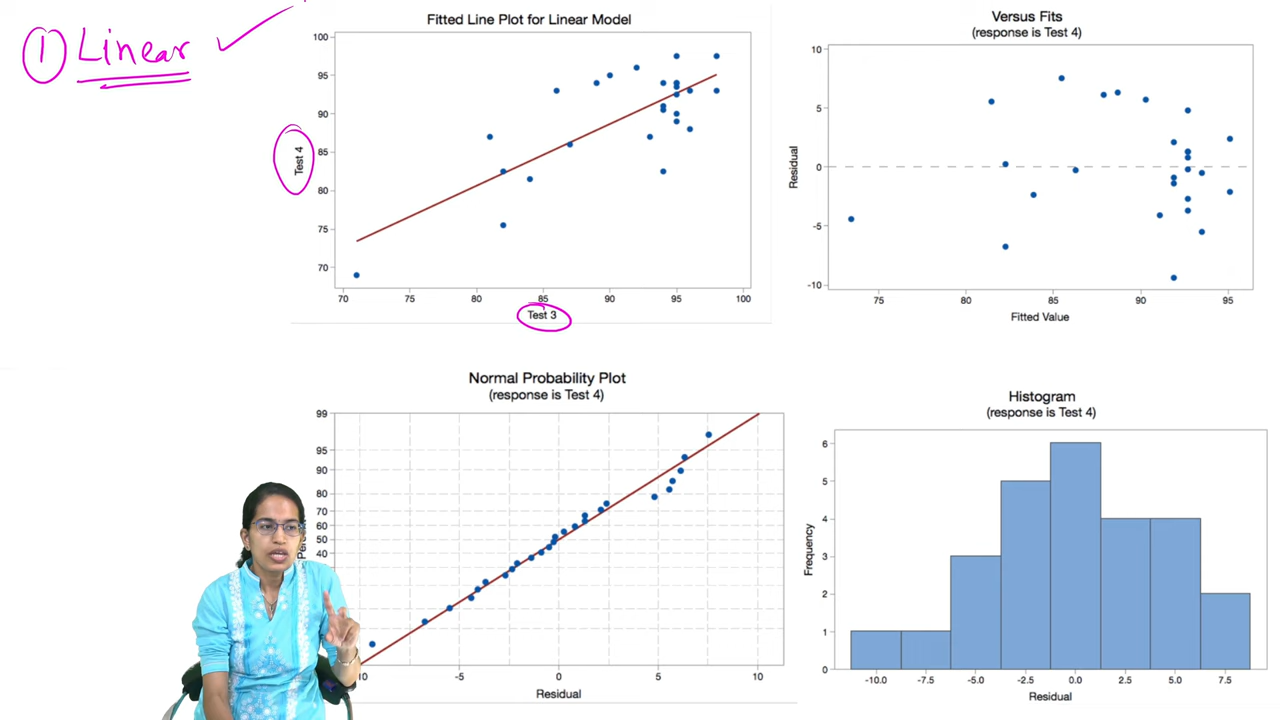 ① Linear ✓
Fitted Line Plot for Linear Model
100
95
90
85
80
75
70
Test 4
70 75 80 85 90 95 100
Test 3
Versus Fits
(response is Test 4)
10
5
0
-5
-10
Residual
75 80 85 90 95
Fitted Value
Normal Probability Plot
(response is Test 4)
99
95
90
80
70
60
50
40
-5 0 5 10
Residual
Histogram
(response is Test 4)
6
5
4
3
2
1
0
Frequency
-10.0 -7.5 -5.0 -2.5 0.0 2.5 5.0 7.5
Residual